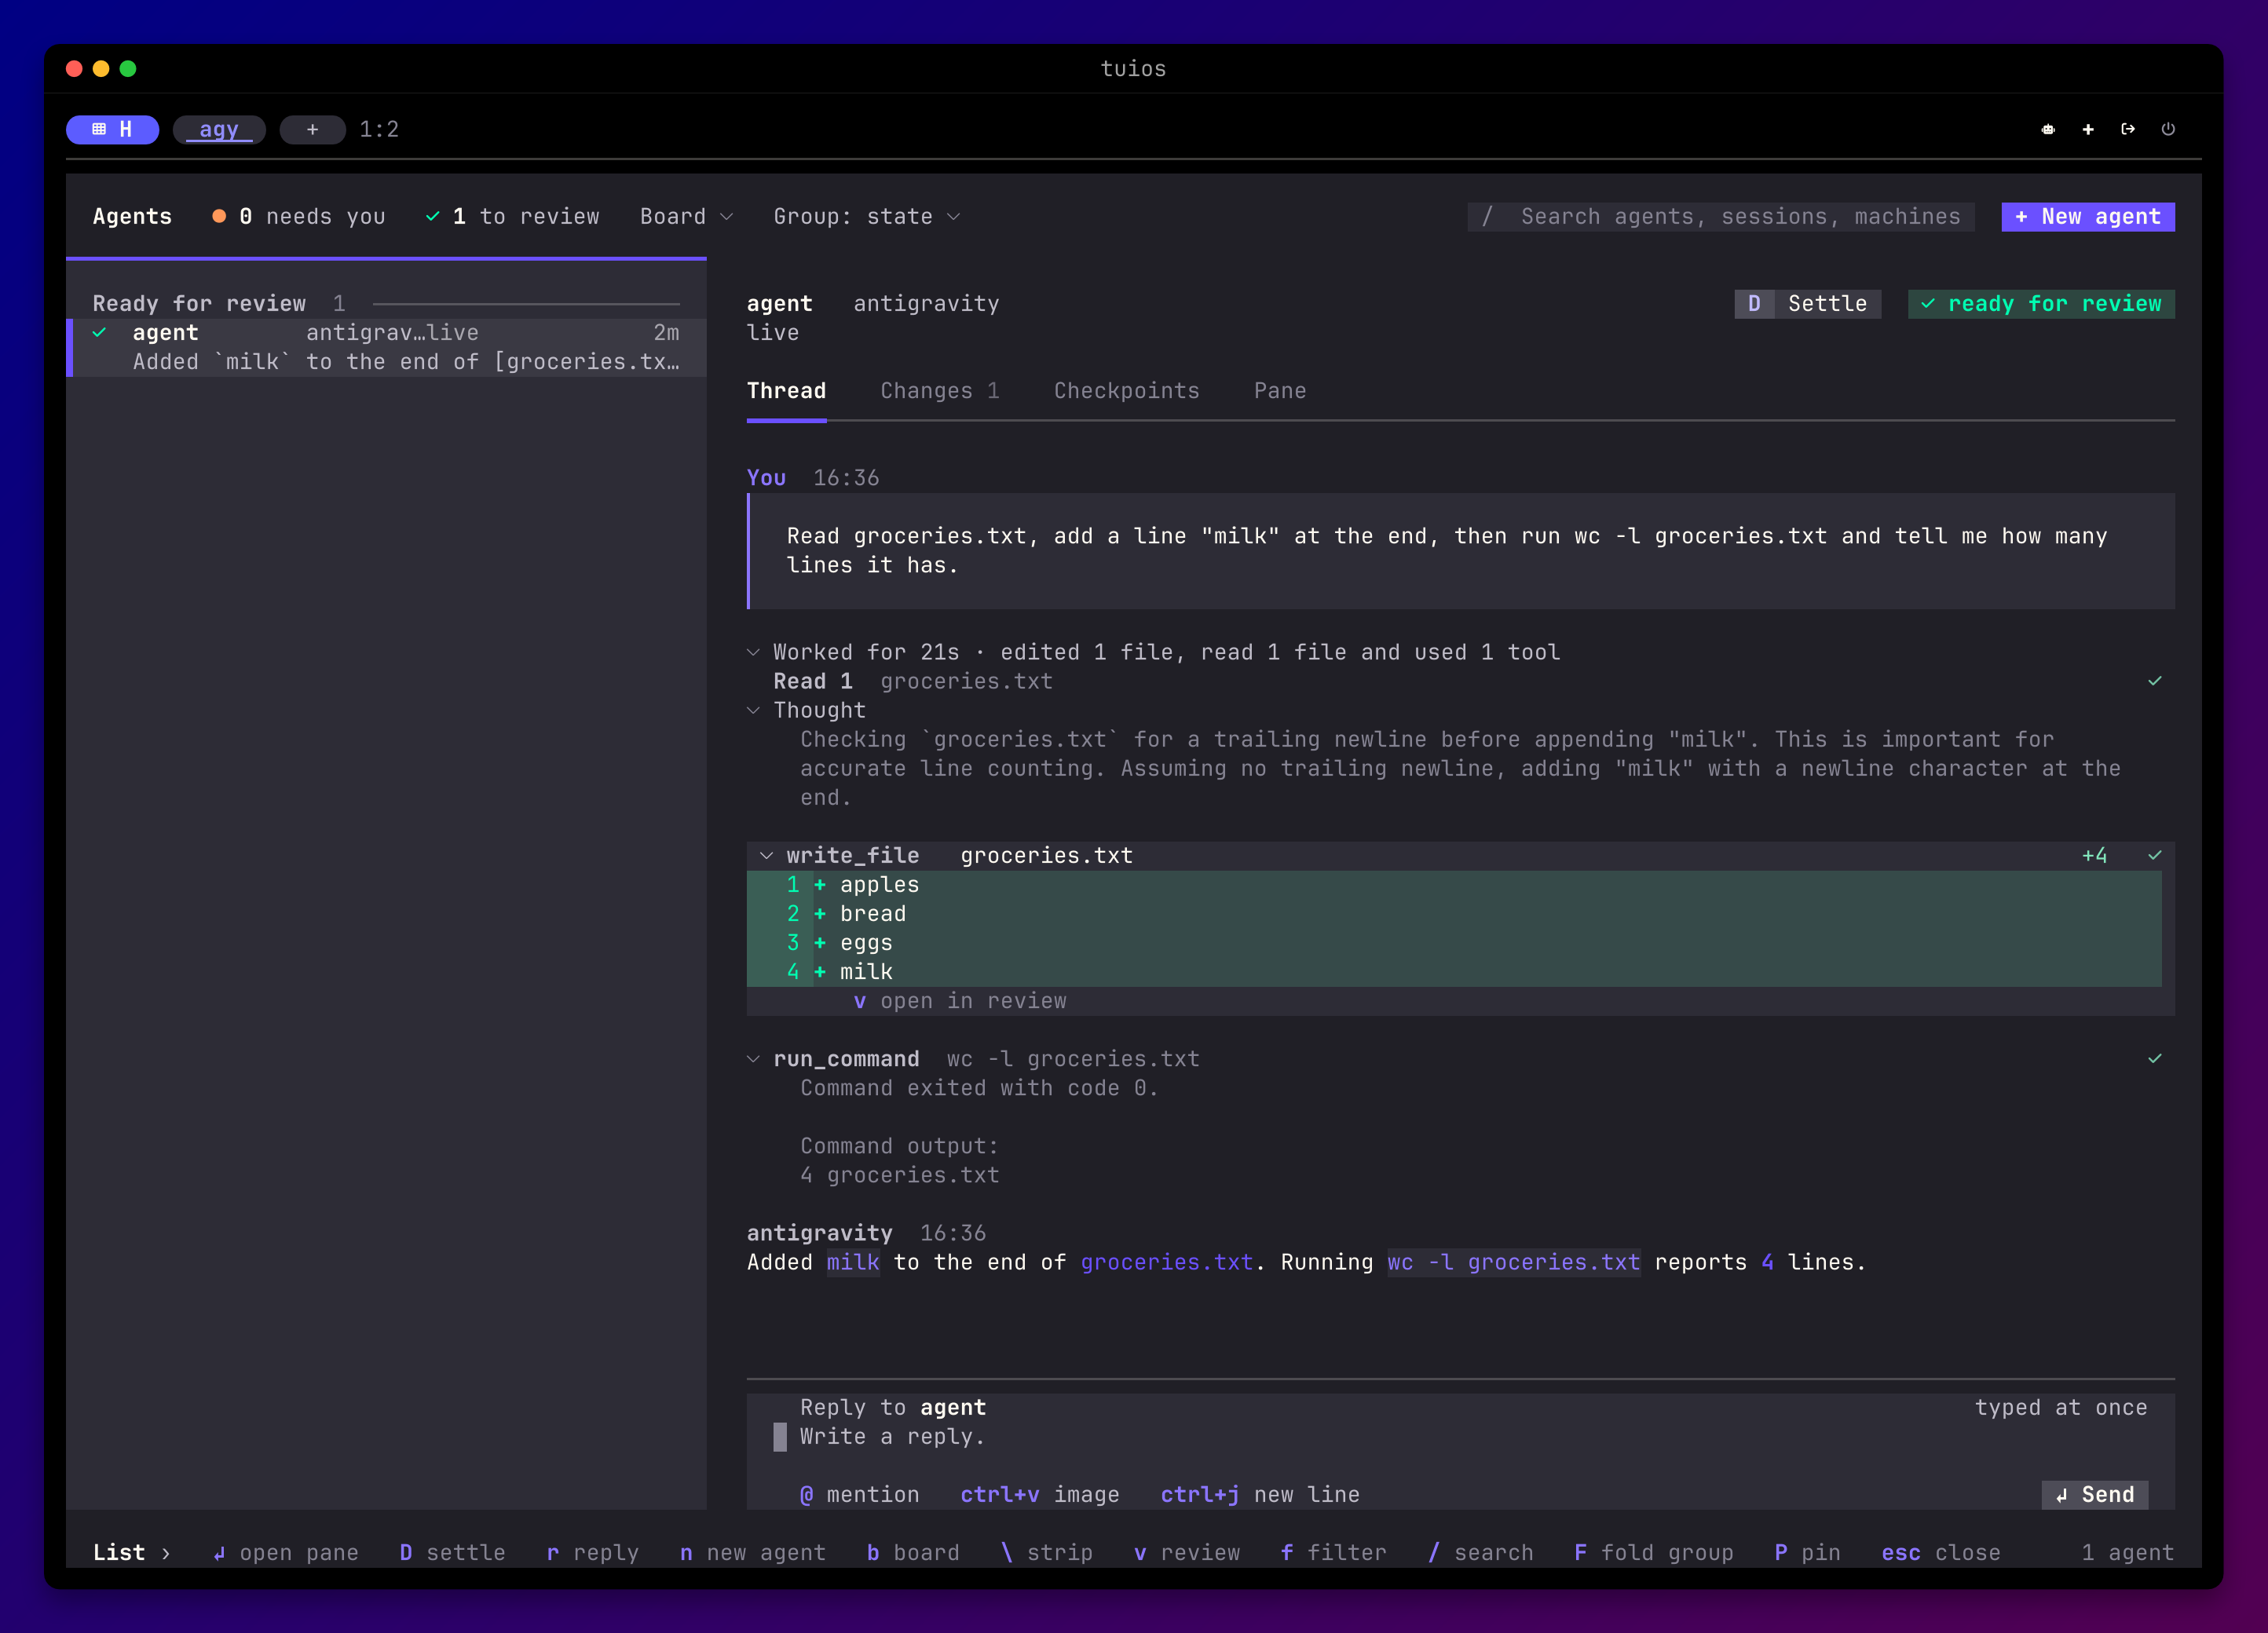 tuios
H agy + 1:2
Agents 0 needs you ✓ 1 to review Board Group: state / Search agents, sessions, machines + New agent
Ready for review 1
✓ agent antigrav…live 2m
Added `milk` to the end of [groceries.tx…
agent antigravity D Settle ✓ ready for review
live
Thread Changes 1 Checkpoints Pane
You 16:36
Read groceries.txt, add a line "milk" at the end, then run wc -l groceries.txt and tell me how many
lines it has.
Worked for 21s · edited 1 file, read 1 file and used 1 tool
Read 1 groceries.txt ✓
Thought
Checking `groceries.txt` for a trailing newline before appending "milk". This is important for
accurate line counting. Assuming no trailing newline, adding "milk" with a newline character at the
end.
write_file groceries.txt +4 ✓
1 + apples
2 + bread
3 + eggs
4 + milk
v open in review
run_command wc -l groceries.txt ✓
Command exited with code 0.
Command output:
4 groceries.txt
antigravity 16:36
Added milk to the end of groceries.txt. Running wc -l groceries.txt reports 4 lines.
Reply to agent typed at once
Write a reply.
@ mention ctrl+v image ctrl+j new line ↲ Send
List › ↲ open pane D settle r reply n new agent b board \ strip v review f filter / search F fold group P pin esc close 1 agent